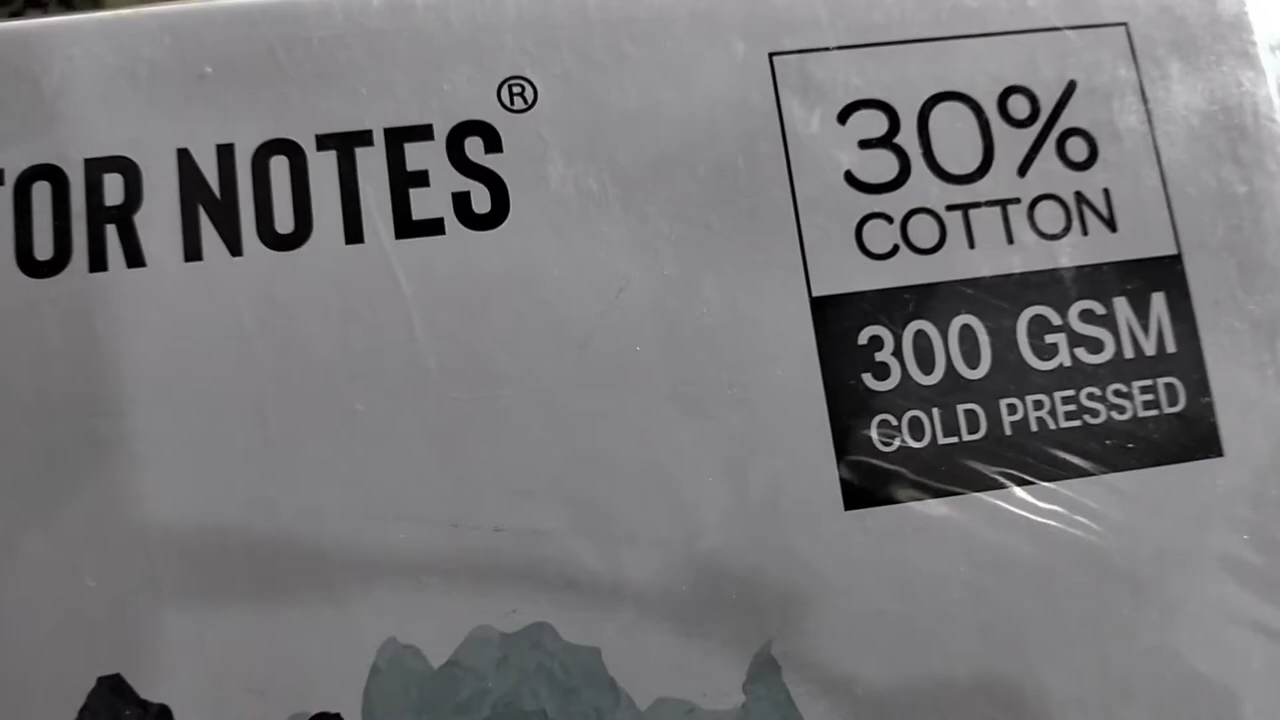 TOR NOTES®
30%
COTTON
300 GSM
COLD PRESSED